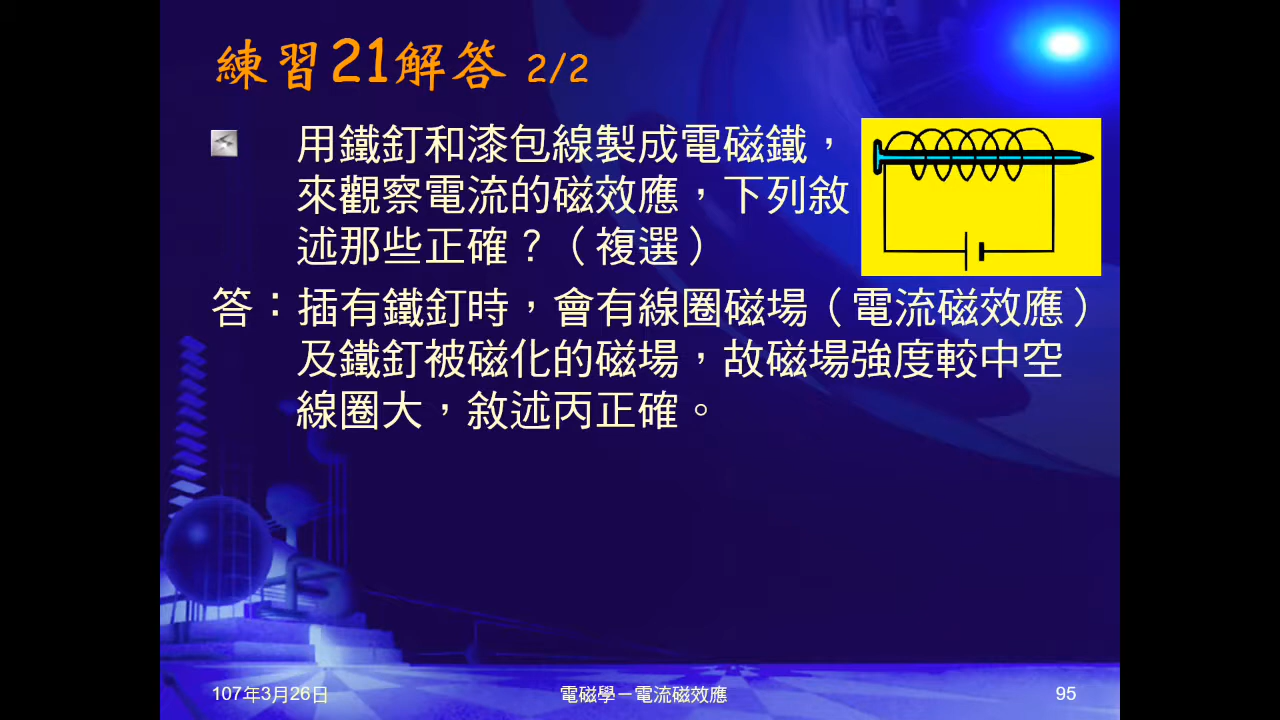 練習21解答 2/2
用鐵釘和漆包線製成電磁鐵，
來觀察電流的磁效應，下列敘
述那些正確？（複選）
答：插有鐵釘時，會有線圈磁場（電流磁效應）
及鐵釘被磁化的磁場，故磁場強度較中空
線圈大，敘述丙正確。
107年3月26日 電磁學－電流磁效應 95